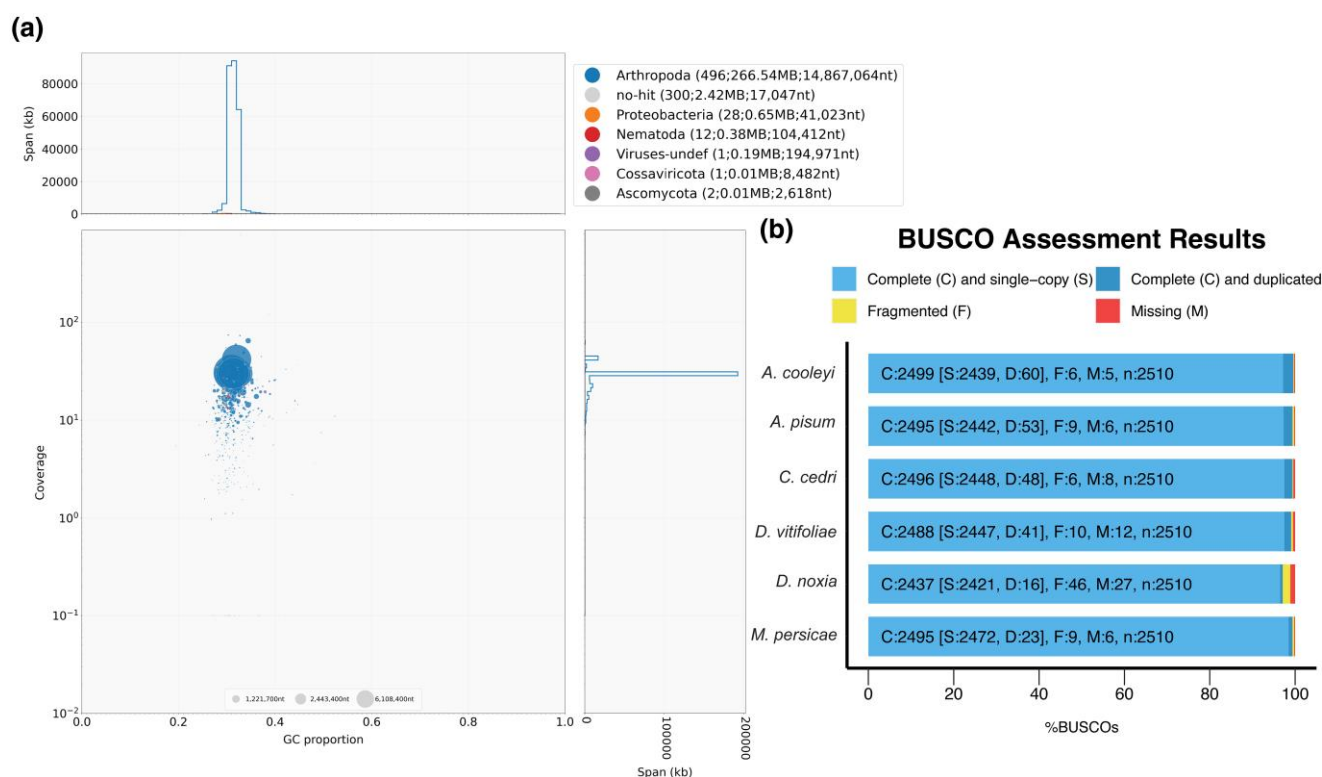 (a)
80000
60000
40000
20000
0
Span (kb)
Arthropoda (496;266.54MB;14,867,064nt)
no-hit (300;2.42MB;17,047nt)
Proteobacteria (28;0.65MB;41,023nt)
Nematoda (12;0.38MB;104,412nt)
Viruses-undef (1;0.19MB;194,971nt)
Cossaviricota (1;0.01MB;8,482nt)
Ascomycota (2;0.01MB;2,618nt)
10²
10¹
10⁰
10⁻¹
10⁻²
Coverage
1,221,700nt 2,443,400nt 6,108,400nt
0.0 0.2 0.4 0.6 0.8 1.0
GC proportion
0 1000000 200000
Span (kb)
(b)
BUSCO Assessment Results
Complete (C) and single-copy (S) Complete (C) and duplicated
Fragmented (F) Missing (M)
A. cooleyi C:2499 [S:2439, D:60], F:6, M:5, n:2510
A. pisum C:2495 [S:2442, D:53], F:9, M:6, n:2510
C. cedri C:2496 [S:2448, D:48], F:6, M:8, n:2510
D. vitifoliae C:2488 [S:2447, D:41], F:10, M:12, n:2510
D. noxia C:2437 [S:2421, D:16], F:46, M:27, n:2510
M. persicae C:2495 [S:2472, D:23], F:9, M:6, n:2510
0 20 40 60 80 100
%BUSCOs